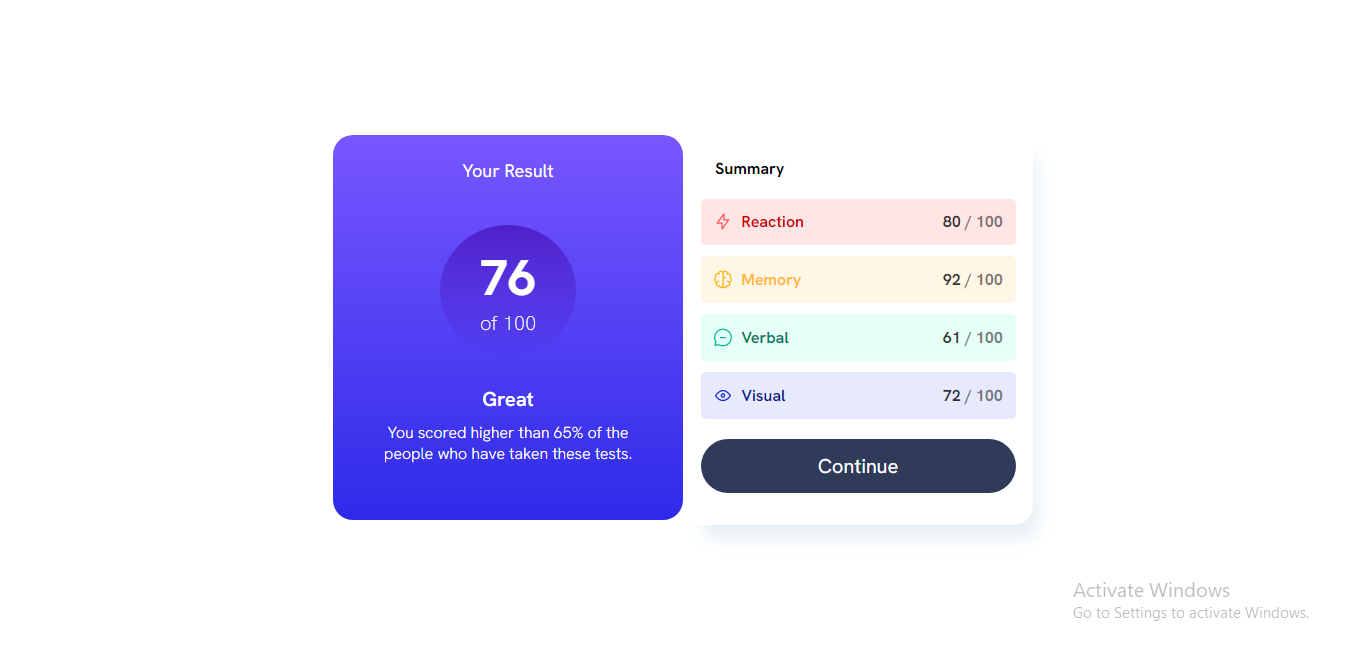 Your Result
76
of 100
Great
You scored higher than 65% of the
people who have taken these tests.
Summary
Reaction 80 / 100
Memory 92 / 100
Verbal 61 / 100
Visual 72 / 100
Continue
Activate Windows
Go to Settings to activate Windows.